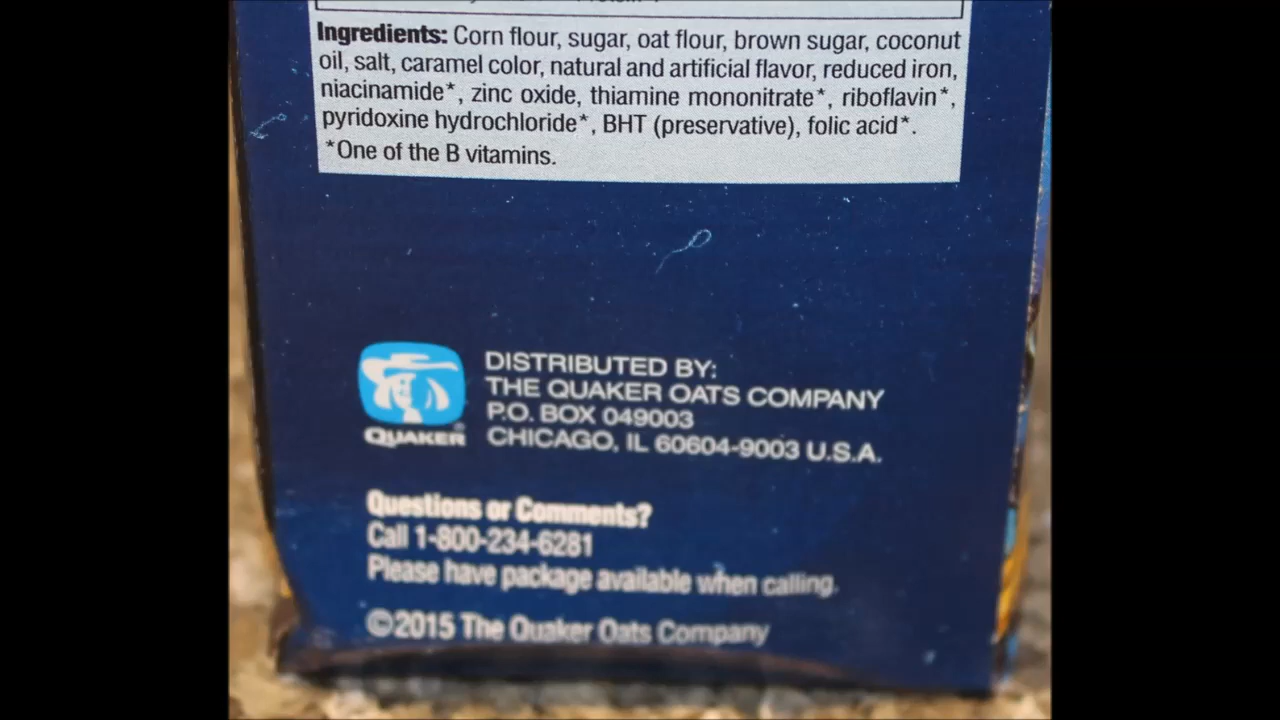 Ingredients: Corn flour, sugar, oat flour, brown sugar, coconut
oil, salt, caramel color, natural and artificial flavor, reduced iron,
niacinamide*, zinc oxide, thiamine mononitrate*, riboflavin*,
pyridoxine hydrochloride*, BHT (preservative), folic acid*.
*One of the B vitamins.
DISTRIBUTED BY:
THE QUAKER OATS COMPANY
P.O. BOX 049003
CHICAGO, IL 60604-9003 U.S.A.
QUAKER®
Questions or Comments?
Call 1-800-234-6281
Please have package available when calling.
©2015 The Quaker Oats Company